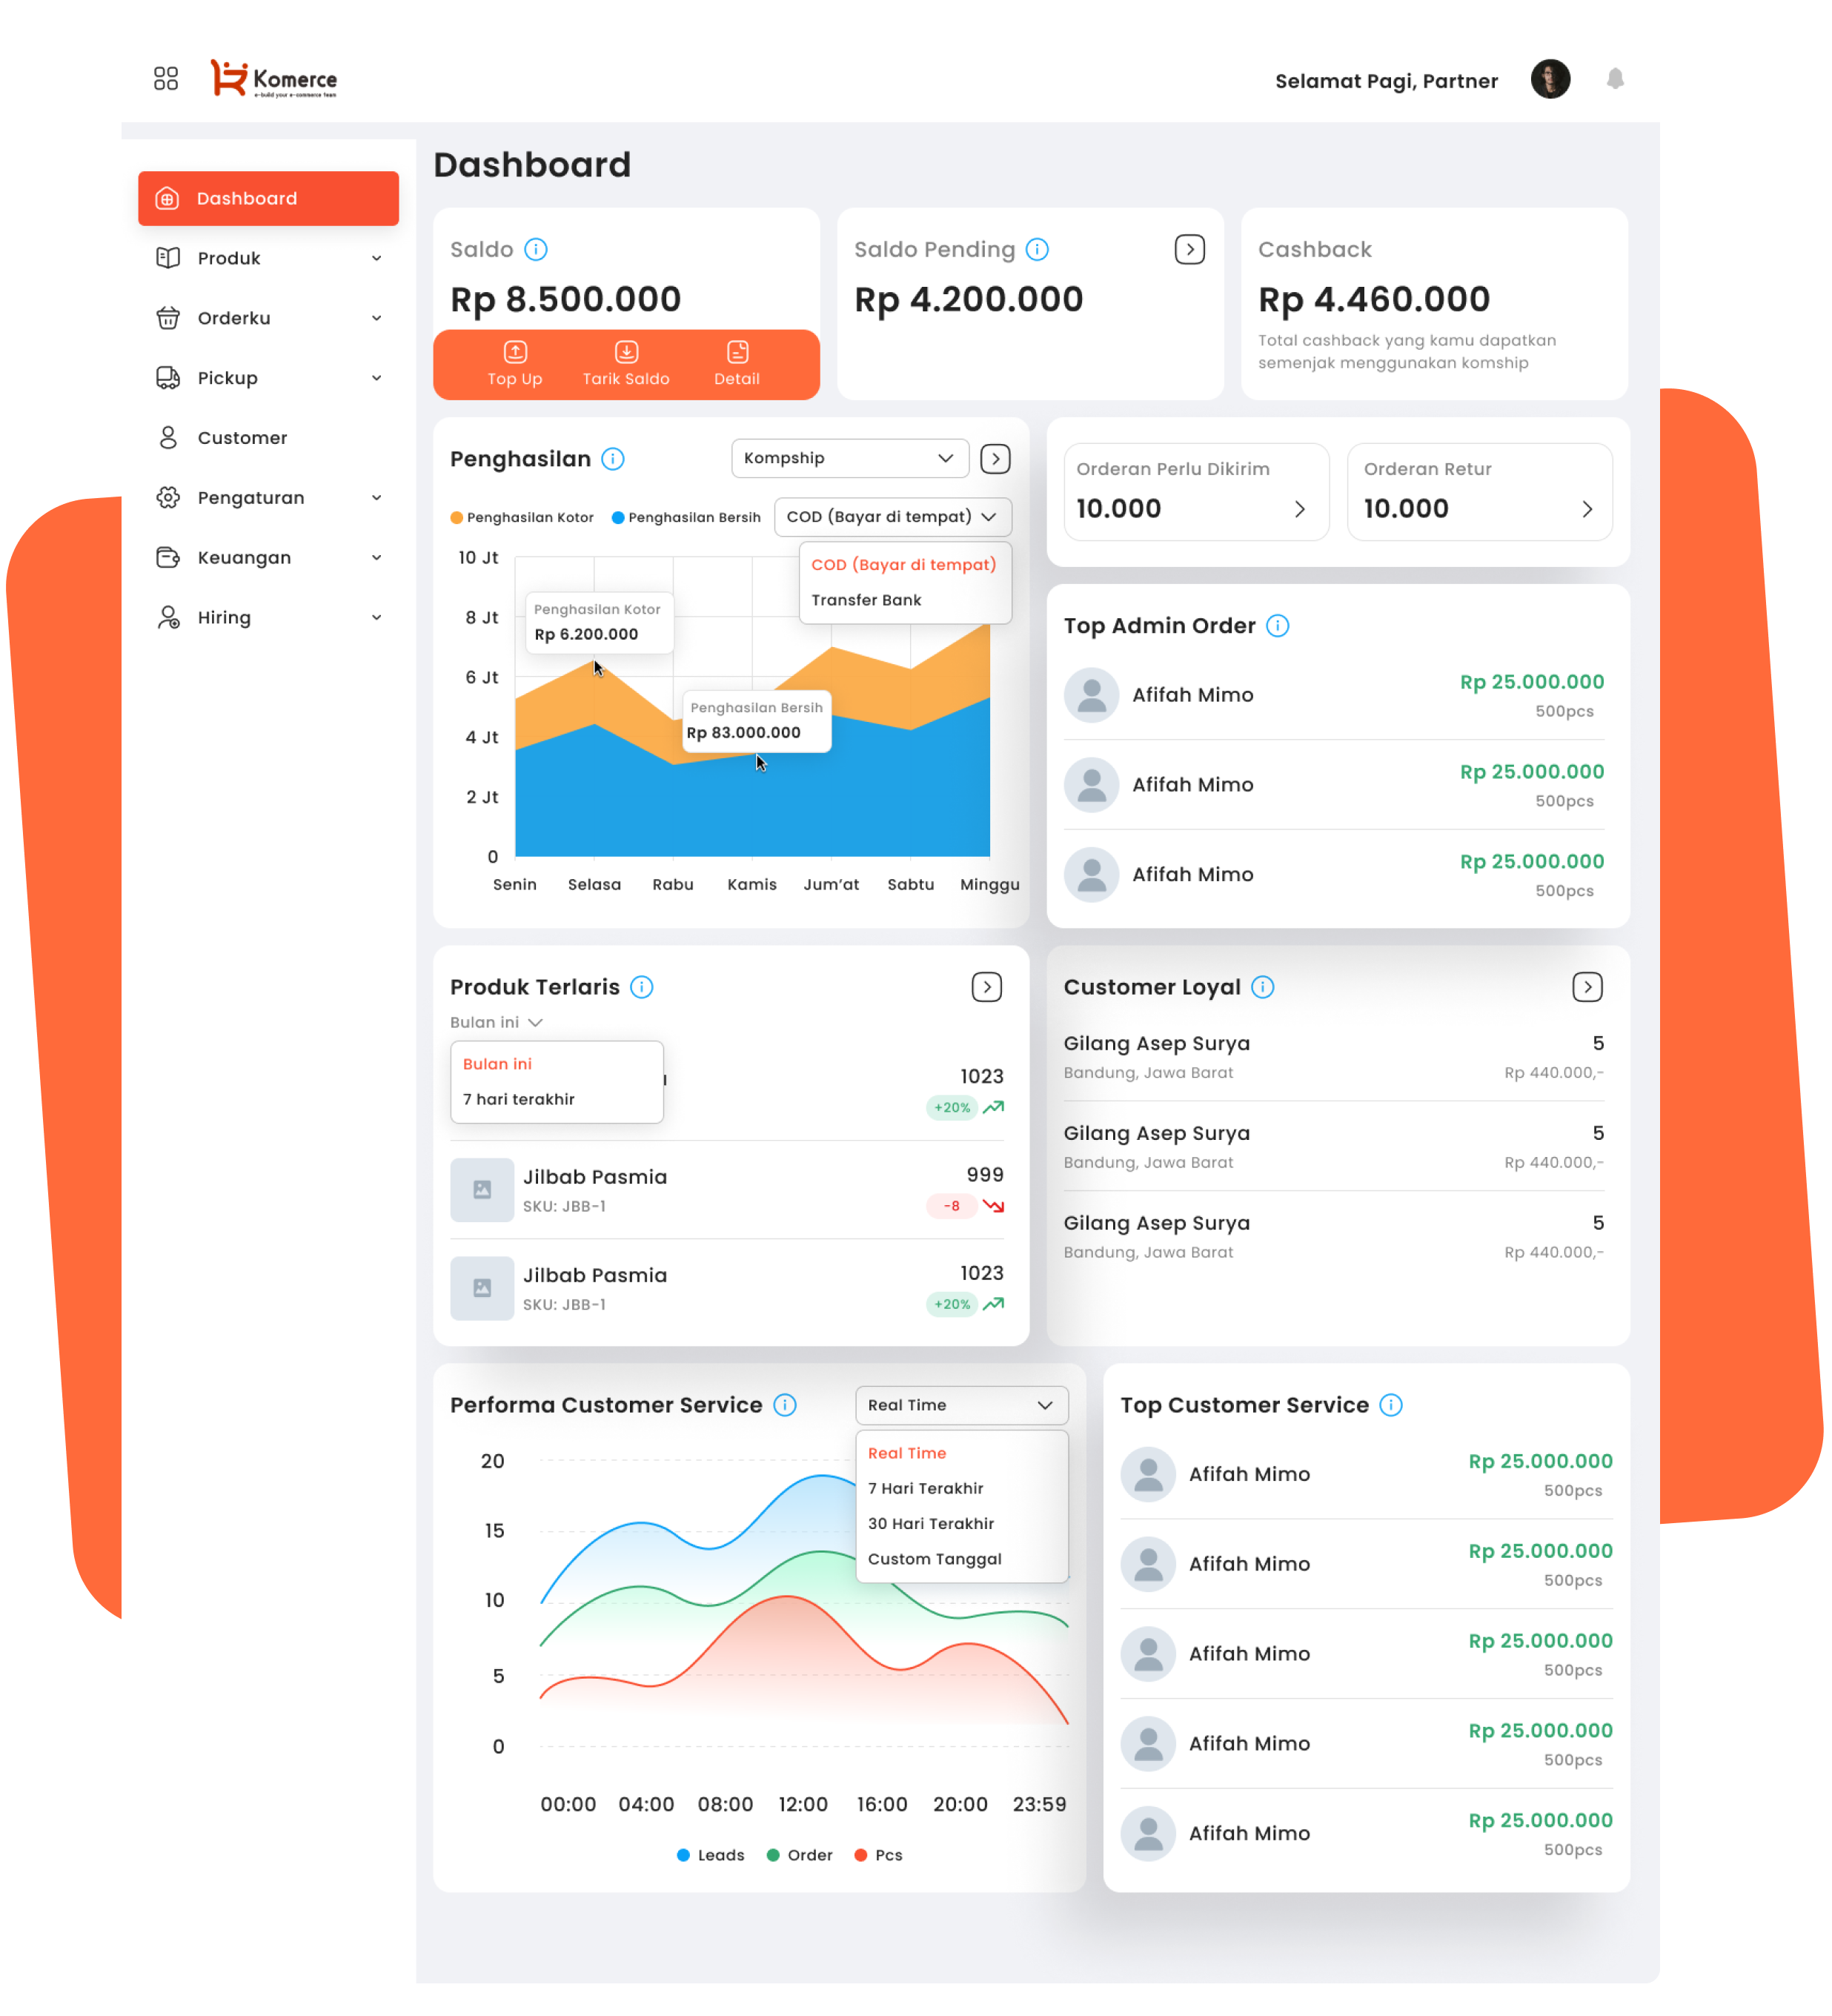 Komerce
e-build your e-commerce team
Selamat Pagi, Partner
Dashboard
Produk
Orderku
Pickup
Customer
Pengaturan
Keuangan
Hiring
Dashboard
Saldo
Rp 8.500.000
Top Up
Tarik Saldo
Detail
Saldo Pending
Rp 4.200.000
Cashback
Rp 4.460.000
Total cashback yang kamu dapatkan
semenjak menggunakan komship
Penghasilan
Kompship
Penghasilan Kotor
Penghasilan Bersih
COD (Bayar di tempat)
COD (Bayar di tempat)
Transfer Bank
10 Jt
8 Jt
6 Jt
4 Jt
2 Jt
0
Penghasilan Kotor
Rp 6.200.000
Penghasilan Bersih
Rp 83.000.000
Senin
Selasa
Rabu
Kamis
Jum'at
Sabtu
Minggu
Orderan Perlu Dikirim
10.000
Orderan Retur
10.000
Top Admin Order
Afifah Mimo
Rp 25.000.000
500pcs
Afifah Mimo
Rp 25.000.000
500pcs
Afifah Mimo
Rp 25.000.000
500pcs
Produk Terlaris
Bulan ini
Bulan ini
7 hari terakhir
1023
+20%
Jilbab Pasmia
SKU: JBB-1
999
-8
Jilbab Pasmia
SKU: JBB-1
1023
+20%
Customer Loyal
Gilang Asep Surya
5
Bandung, Jawa Barat
Rp 440.000,-
Gilang Asep Surya
5
Bandung, Jawa Barat
Rp 440.000,-
Gilang Asep Surya
5
Bandung, Jawa Barat
Rp 440.000,-
Performa Customer Service
Real Time
Real Time
7 Hari Terakhir
30 Hari Terakhir
Custom Tanggal
20
15
10
5
0
00:00
04:00
08:00
12:00
16:00
20:00
23:59
Leads
Order
Pcs
Top Customer Service
Afifah Mimo
Rp 25.000.000
500pcs
Afifah Mimo
Rp 25.000.000
500pcs
Afifah Mimo
Rp 25.000.000
500pcs
Afifah Mimo
Rp 25.000.000
500pcs
Afifah Mimo
Rp 25.000.000
500pcs